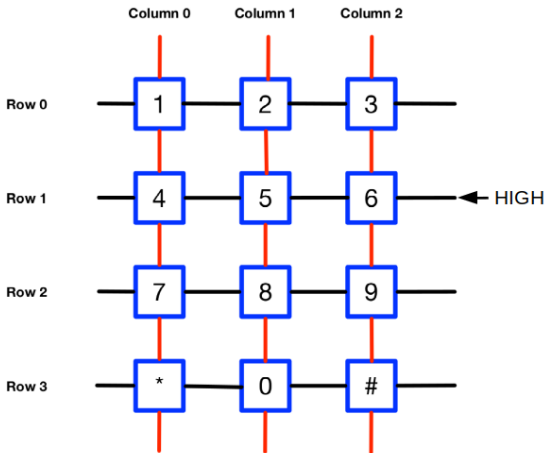 Column 0 Column 1 Column 2
Row 0 1 2 3
Row 1 4 5 6 HIGH
Row 2 7 8 9
Row 3 * 0 #